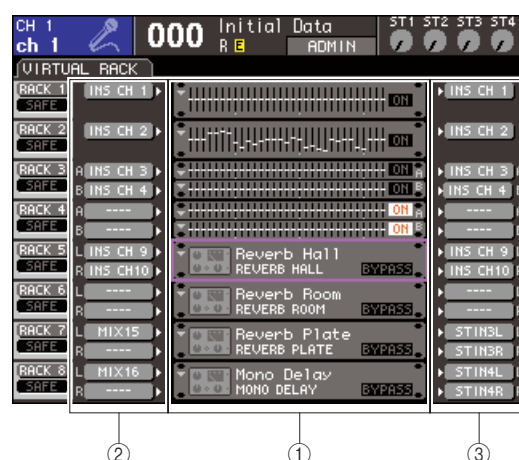 CH 1
ch 1
000
Initial Data
R E
ADMIN
ST1 ST2 ST3 ST4
VIRTUAL RACK
RACK 1
SAFE
INS CH 1
ON
INS CH 1
RACK 2
SAFE
INS CH 2
ON
INS CH 2
RACK 3
SAFE
A INS CH 3
ON A
INS CH 3
B INS CH 4
ON B
INS CH 4
RACK 4
SAFE
A ----
ON A
----
B ----
ON B
----
RACK 5
SAFE
L INS CH 9
Reverb Hall
INS CH 9 L
R INS CH10
REVERB HALL
BYPASS
INS CH10 R
RACK 6
SAFE
L ----
Reverb Room
----
R ----
REVERB ROOM
BYPASS
----
RACK 7
SAFE
L MIX15
Reverb Plate
STIN3L
R ----
REVERB PLATE
BYPASS
STIN3R
RACK 8
SAFE
L MIX16
Mono Delay
STIN4L
R ----
MONO DELAY
BYPASS
STIN4R
② ① ③